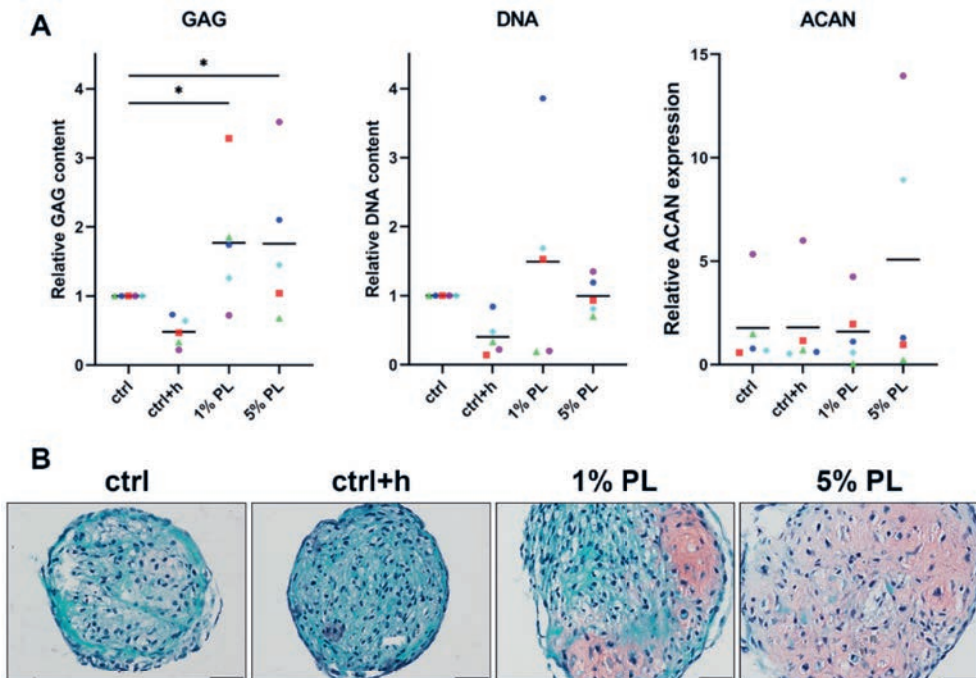 A
GAG
DNA
ACAN
Relative GAG content
4
3
2
1
0
* 
*
ctrl
ctrl+h
1% PL
5% PL
Relative DNA content
4
3
2
1
0
ctrl
ctrl+h
1% PL
5% PL
Relative ACAN expression
15
10
5
0
ctrl
ctrl+h
1% PL
5% PL
B
ctrl
ctrl+h
1% PL
5% PL